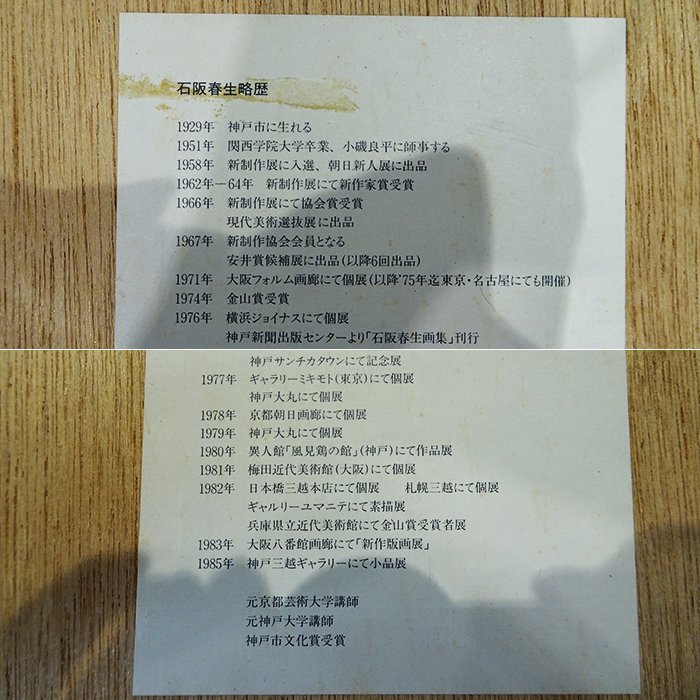 石阪春生略歴
1929年 神戸市に生れる
1951年 関西学院大学卒業、小磯良平に師事する
1958年 新制作展に入選、朝日新人展に出品
1962年―64年 新制作展にて新作家賞受賞
1966年 新制作展にて協会賞受賞
現代美術選抜展に出品
1967年 新制作協会会員となる
安井賞候補展に出品(以降6回出品)
1971年 大阪フォルム画廊にて個展(以降'75年迄東京・名古屋にても開催)
1974年 金山賞受賞
1976年 横浜ジョイナスにて個展
神戸新聞出版センターより「石阪春生画集」刊行
神戸サンチカタウンにて記念展
1977年 ギャラリーミキモト(東京)にて個展
神戸大丸にて個展
1978年 京都朝日画廊にて個展
1979年 神戸大丸にて個展
1980年 異人館「風見鶏の館」(神戸)にて作品展
1981年 梅田近代美術館(大阪)にて個展
1982年 日本橋三越本店にて個展 札幌三越にて個展
ギャルリーユマニテにて素描展
兵庫県立近代美術館にて金山賞受賞者展
1983年 大阪八番館画廊にて「新作版画展」
1985年 神戸三越ギャラリーにて小品展
元京都芸術大学講師
元神戸大学講師
神戸市文化賞受賞